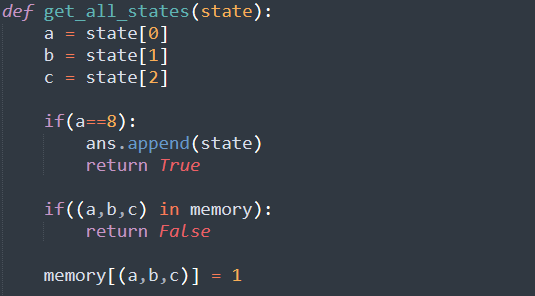 def get_all_states(state):
    a = state[0]
    b = state[1]
    c = state[2]

    if(a==8):
        ans.append(state)
        return True

    if((a,b,c) in memory):
        return False

    memory[(a,b,c)] = 1